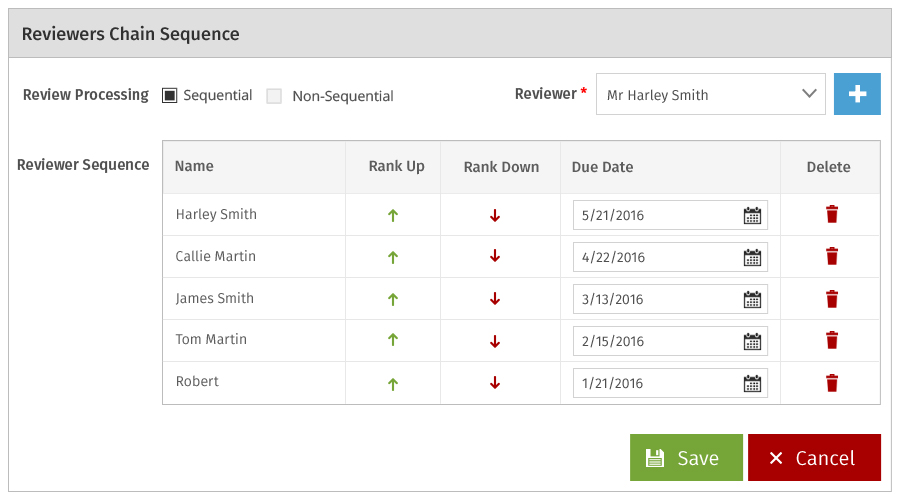 Reviewers Chain Sequence
Review Processing Sequential Non-Sequential Reviewer * Mr Harley Smith
Reviewer Sequence Name Rank Up Rank Down Due Date Delete
Harley Smith 5/21/2016
Callie Martin 4/22/2016
James Smith 3/13/2016
Tom Martin 2/15/2016
Robert 1/21/2016
Save Cancel